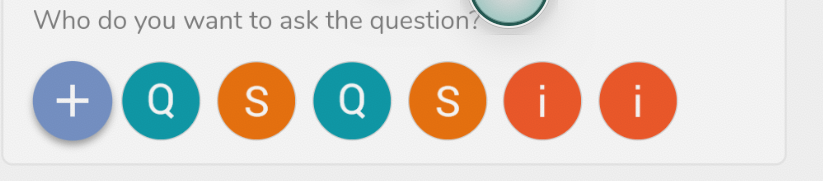 Who do you want to ask the question?
+ Q S Q S i i